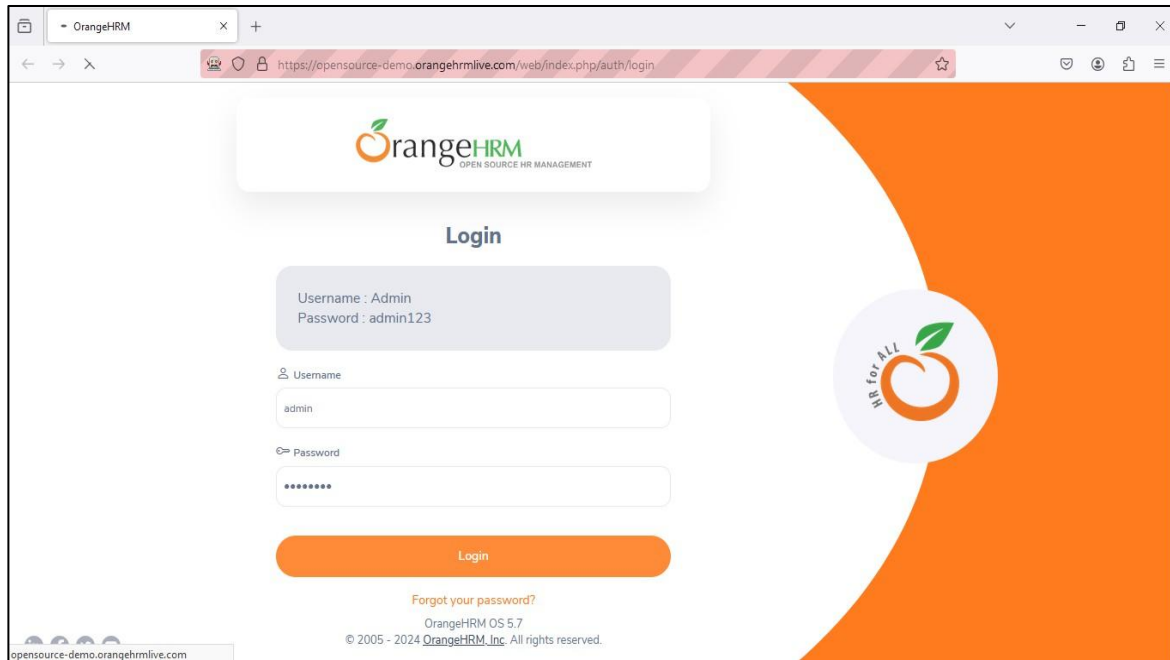 OrangeHRM
https://opensource-demo.orangehrmlive.com/web/index.php/auth/login
OrangeHRM
OPEN SOURCE HR MANAGEMENT
Login
Username : Admin
Password : admin123
Username
admin
Password
••••••••
Login
Forgot your password?
OrangeHRM OS 5.7
© 2005 - 2024 OrangeHRM, Inc. All rights reserved.
HR for ALL
opensource-demo.orangehrmlive.com